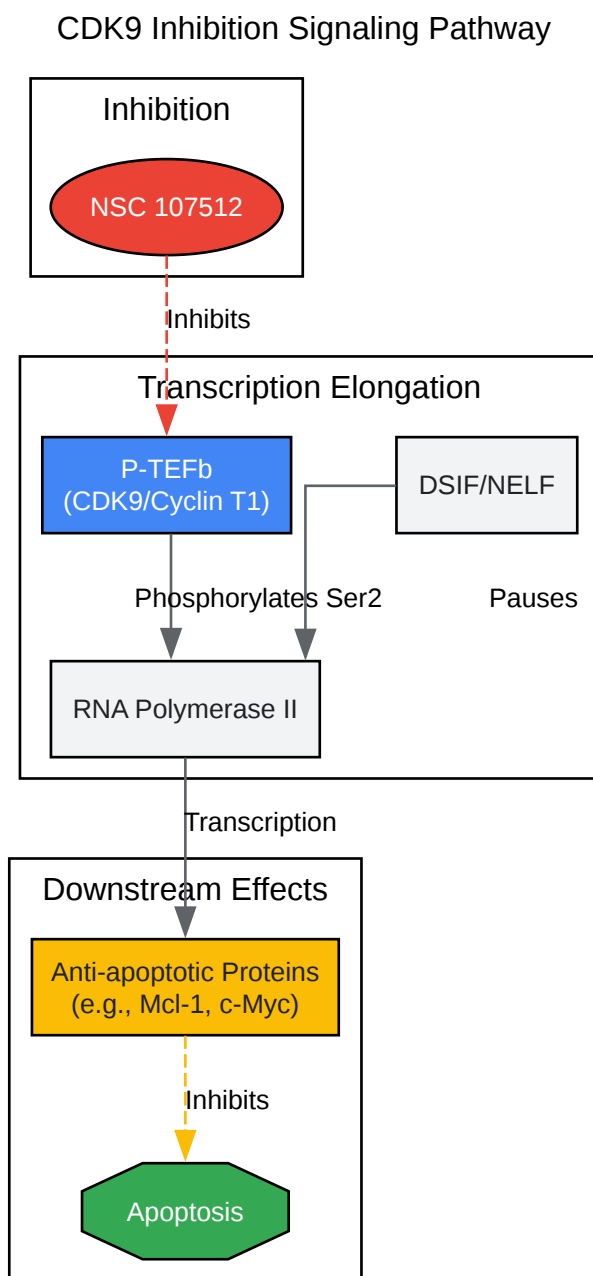 CDK9 Inhibition Signaling Pathway
Inhibition
NSC 107512
Inhibits
Transcription Elongation
P-TEFb
(CDK9/Cyclin T1)
DSIF/NELF
Phosphorylates Ser2
Pauses
RNA Polymerase II
Transcription
Downstream Effects
Anti-apoptotic Proteins
(e.g., Mcl-1, c-Myc)
Inhibits
Apoptosis